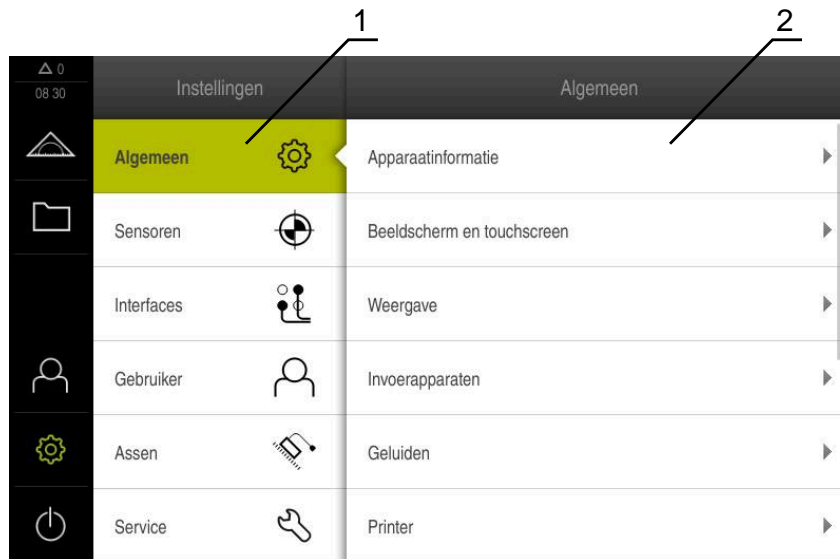 1
2
0
08 30
Instellingen
Algemeen
Algemeen
Sensoren
Interfaces
Gebruiker
Assen
Service
Apparaatinformatie
Beeldscherm en touchscreen
Weergave
Invoerapparaten
Geluiden
Printer